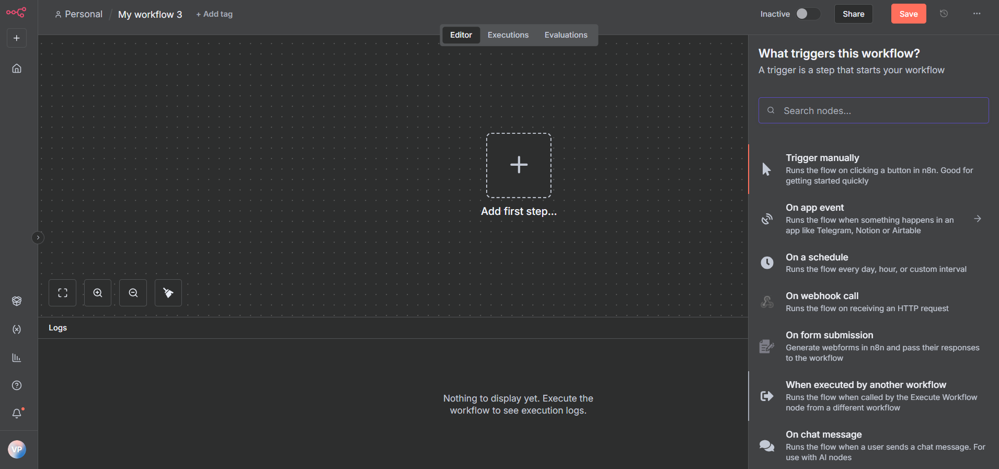 Personal / My workflow 3 + Add tag
Inactive
Share
Save
Editor Executions Evaluations
What triggers this workflow?
A trigger is a step that starts your workflow
Search nodes...
Add first step...
Trigger manually
Runs the flow on clicking a button in n8n. Good for
getting started quickly
On app event
Runs the flow when something happens in an
app like Telegram, Notion or Airtable
On a schedule
Runs the flow every day, hour, or custom interval
On webhook call
Runs the flow on receiving an HTTP request
On form submission
Generate webforms in n8n and pass their responses
to the workflow
When executed by another workflow
Runs the flow when called by the Execute Workflow
node from a different workflow
On chat message
Runs the flow when a user sends a chat message. For
use with AI nodes
Logs
Nothing to display yet. Execute the
workflow to see execution logs.
VP